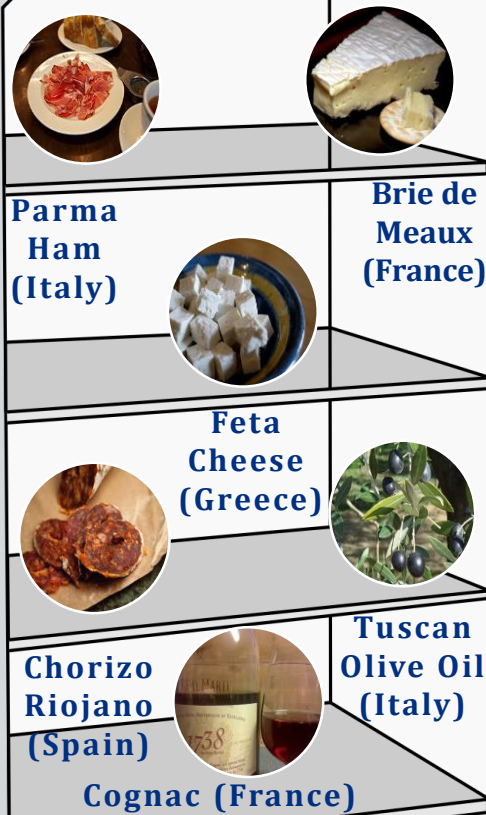 Parma
Ham
(Italy)
Brie de
Meaux
(France)
Feta
Cheese
(Greece)
Chorizo
Riojano
(Spain)
Tuscan
Olive Oil
(Italy)
1738
Cognac (France)